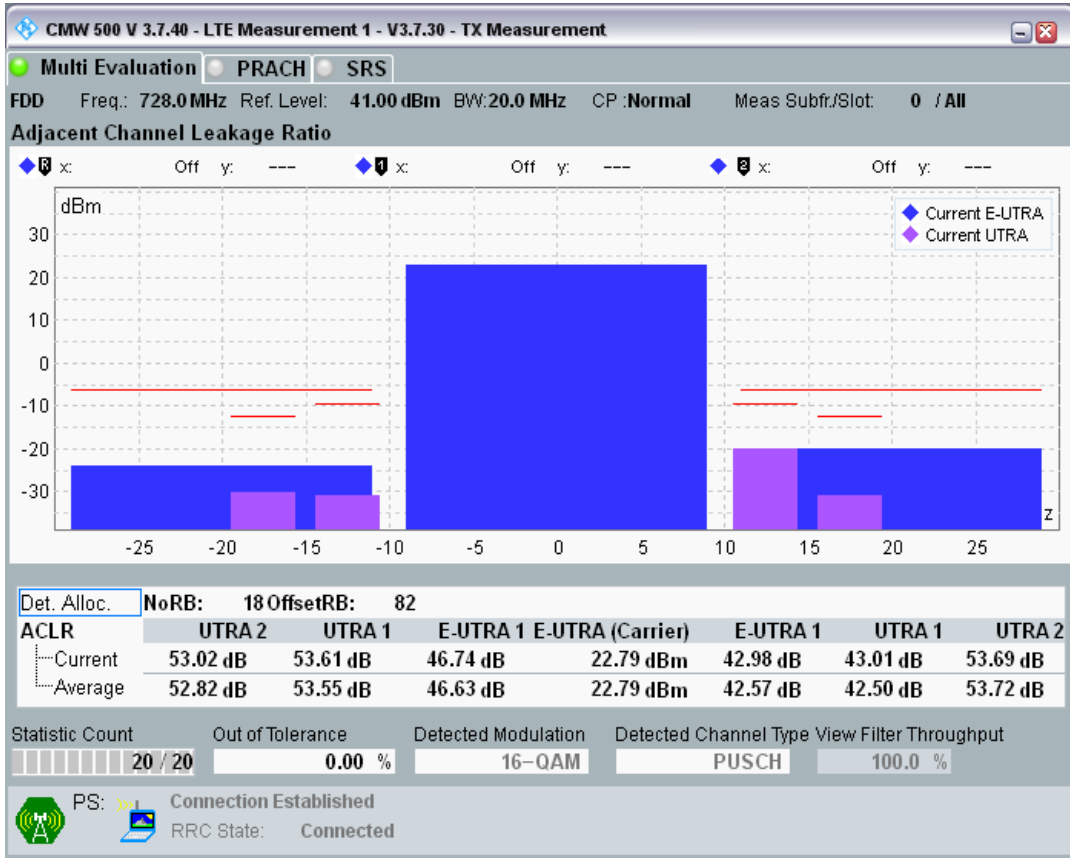 CMW 500 V 3.7.40 - LTE Measurement 1 - V3.7.30 - TX Measurement
Multi Evaluation PRACH SRS
FDD Freq.: 728.0 MHz Ref. Level: 41.00 dBm BW: 20.0 MHz CP : Normal Meas Subfr./Slot: 0 / All
Adjacent Channel Leakage Ratio
R x: Off y: --- 1 x: Off y: --- 2 x: Off y: ---
dBm
Current E-UTRA
Current UTRA
30
20
10
0
-10
-20
-30
z
-25 -20 -15 -10 -5 0 5 10 15 20 25
Det. Alloc. NoRB: 18 OffsetRB: 82
ACLR UTRA 2 UTRA 1 E-UTRA 1 E-UTRA (Carrier) E-UTRA 1 UTRA 1 UTRA 2
Current 53.02 dB 53.61 dB 46.74 dB 22.79 dBm 42.98 dB 43.01 dB 53.69 dB
Average 52.82 dB 53.55 dB 46.63 dB 22.79 dBm 42.57 dB 42.50 dB 53.72 dB
Statistic Count Out of Tolerance Detected Modulation Detected Channel Type View Filter Throughput
20 / 20 0.00 % 16-QAM PUSCH 100.0 %
PS: Connection Established
RRC State: Connected